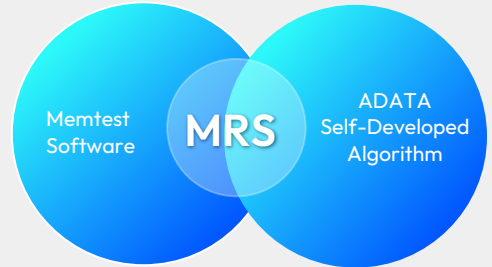 Memtest
Software
MRS
ADATA
Self-Developed
Algorithm